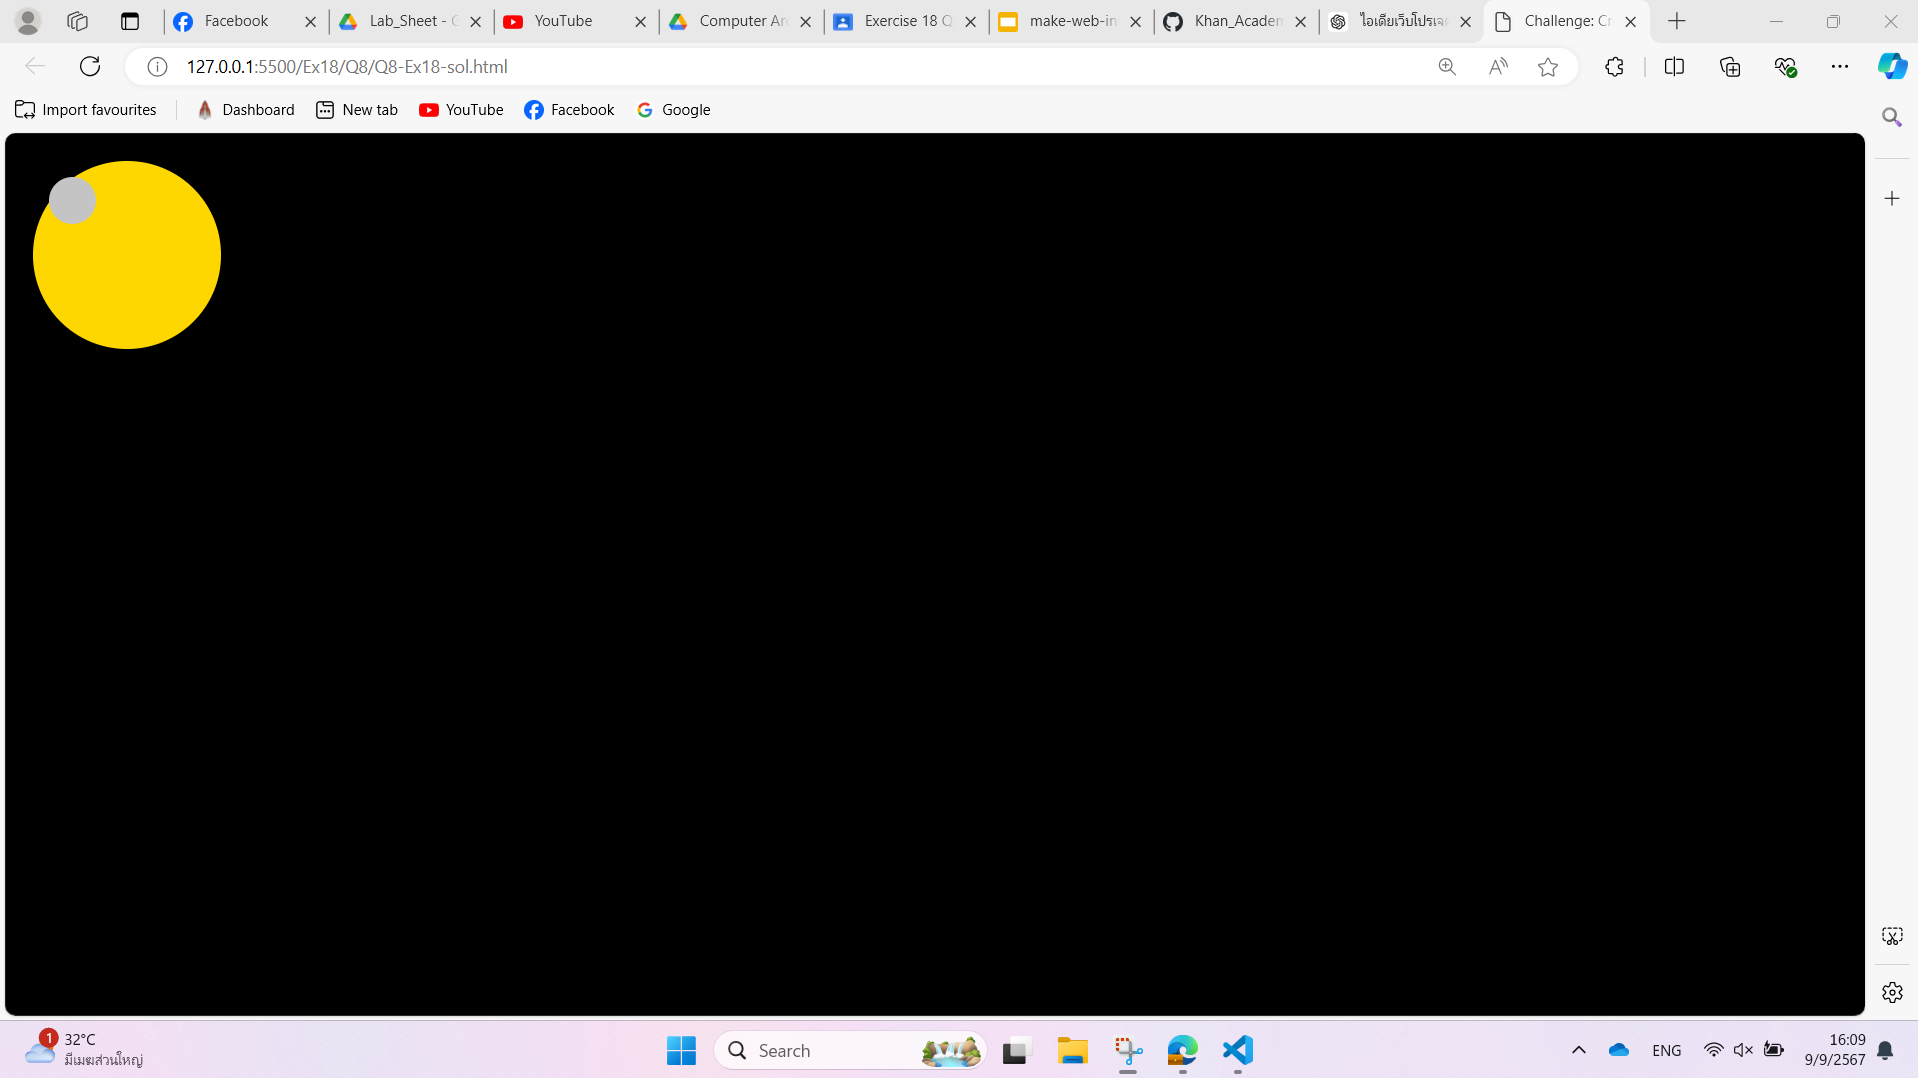 Facebook
Lab_Sheet - G
YouTube
Computer Arc
Exercise 18 Q
make-web-in
Khan_Academ
ไอเดียเว็บโปรเจค
Challenge: Cr
127.0.0.1:5500/Ex18/Q8/Q8-Ex18-sol.html
Import favourites
Dashboard
New tab
YouTube
Facebook
Google
1
32°C
มีเมฆส่วนใหญ่
Search
ENG
16:09
9/9/2567